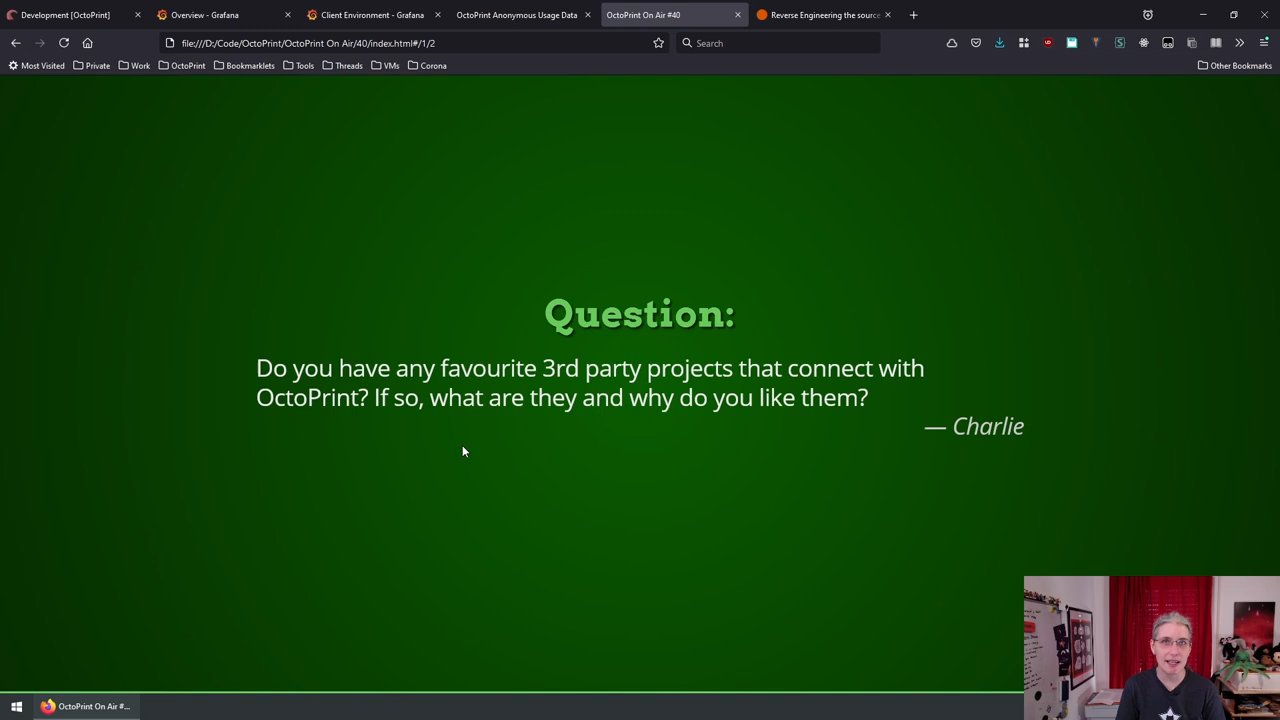 Development [OctoPrint]
Overview - Grafana
Client Environment - Grafana
OctoPrint Anonymous Usage Data
OctoPrint On Air #40
Reverse Engineering the source
file:///D:/Code/OctoPrint/OctoPrint On Air/40/index.html#/1/2
Search
Most Visited
Private
Work
OctoPrint
Bookmarklets
Tools
Threads
VMs
Corona
Other Bookmarks
Question:
Do you have any favourite 3rd party projects that connect with
OctoPrint? If so, what are they and why do you like them?
— Charlie
OctoPrint On Air #...